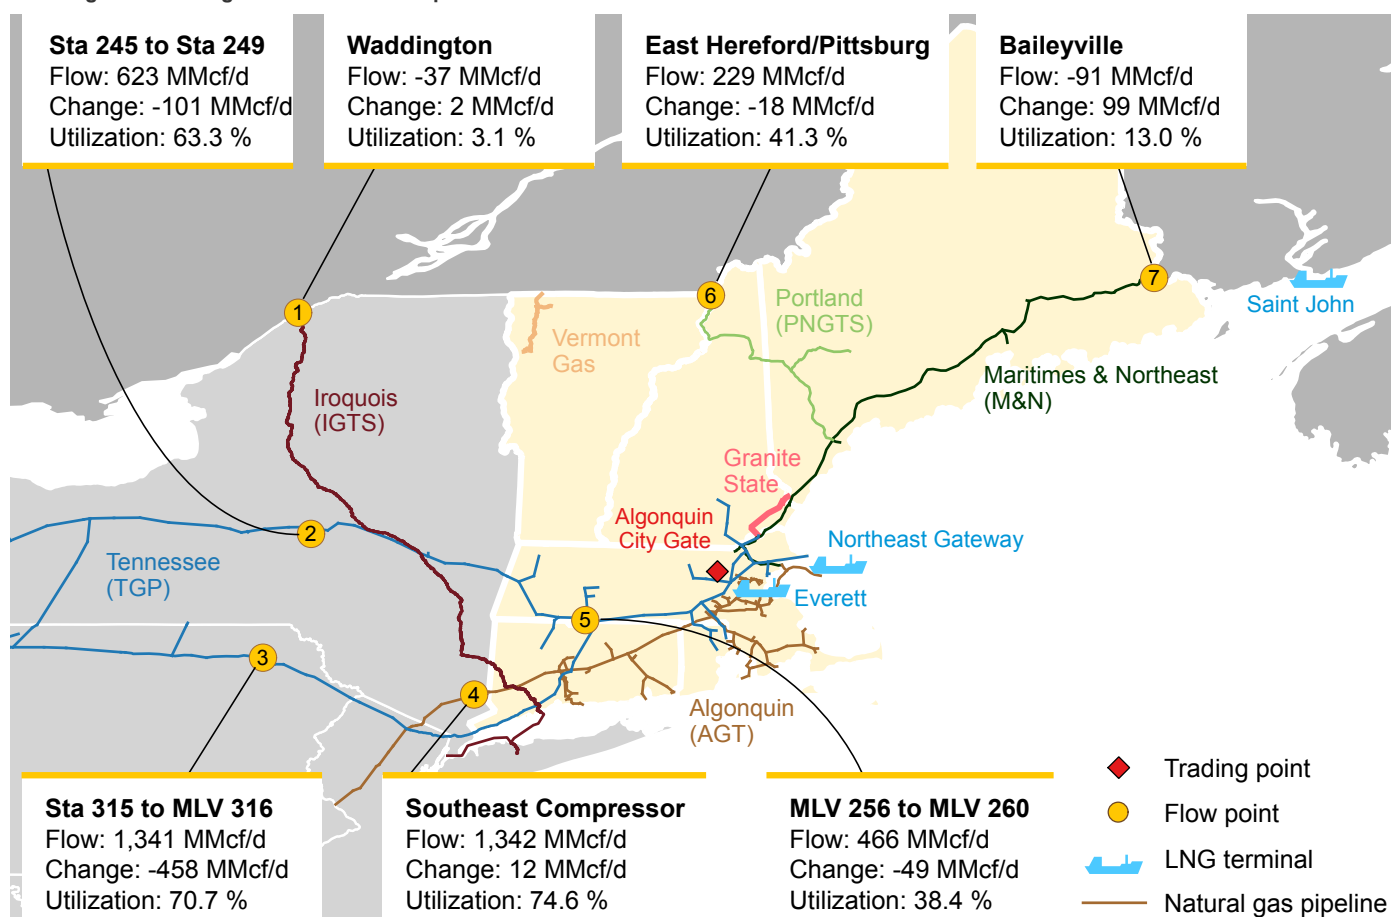 Sta 245 to Sta 249
Flow: 623 MMcf/d
Change: -101 MMcf/d
Utilization: 63.3 %
Waddington
Flow: -37 MMcf/d
Change: 2 MMcf/d
Utilization: 3.1 %
East Hereford/Pittsburg
Flow: 229 MMcf/d
Change: -18 MMcf/d
Utilization: 41.3 %
Baileyville
Flow: -91 MMcf/d
Change: 99 MMcf/d
Utilization: 13.0 %
1
6
7
Portland
(PNGTS)
Saint John
Vermont
Gas
Maritimes & Northeast
(M&N)
Iroquois
(IGTS)
Granite
State
Algonquin
City Gate
2
Northeast Gateway
Tennessee
(TGP)
Everett
5
3
4
Algonquin
(AGT)
Sta 315 to MLV 316
Flow: 1,341 MMcf/d
Change: -458 MMcf/d
Utilization: 70.7 %
Southeast Compressor
Flow: 1,342 MMcf/d
Change: 12 MMcf/d
Utilization: 74.6 %
MLV 256 to MLV 260
Flow: 466 MMcf/d
Change: -49 MMcf/d
Utilization: 38.4 %
Trading point
Flow point
LNG terminal
Natural gas pipeline